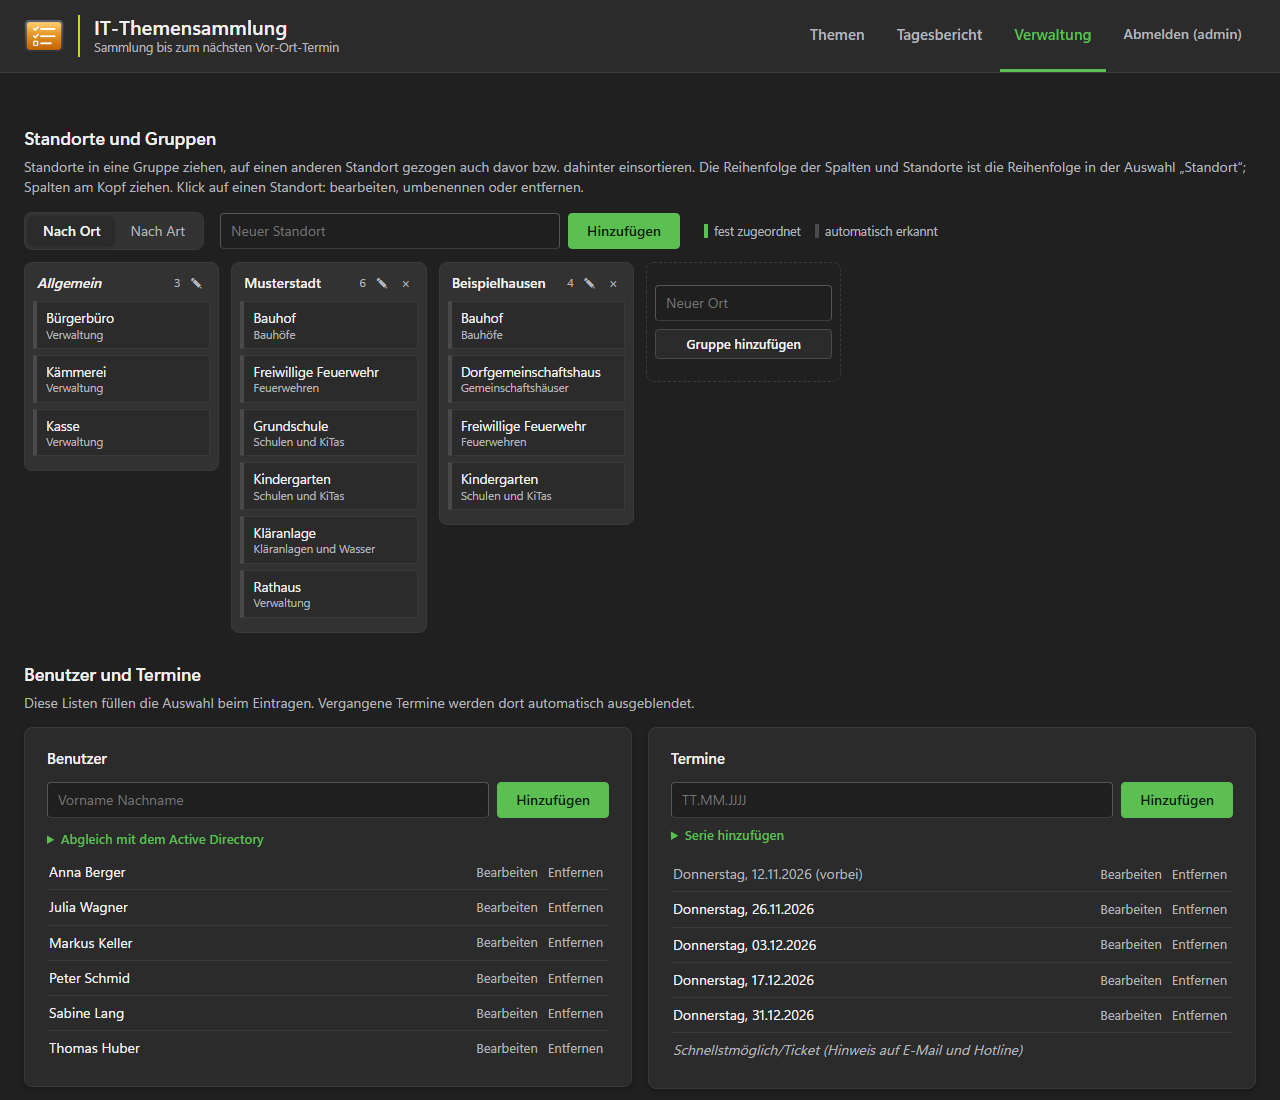 IT-Themensammlung
Sammlung bis zum nächsten Vor-Ort-Termin
Themen
Tagesbericht
Verwaltung
Abmelden (admin)
Standorte und Gruppen
Standorte in eine Gruppe ziehen, auf einen anderen Standort gezogen auch davor bzw. dahinter einsortieren. Die Reihenfolge der Spalten und Standorte ist die Reihenfolge in der Auswahl „Standort“;
Spalten am Kopf ziehen. Klick auf einen Standort: bearbeiten, umbenennen oder entfernen.
Nach Ort
Nach Art
Neuer Standort
Hinzufügen
fest zugeordnet
automatisch erkannt
Allgemein 3
Bürgerbüro
Verwaltung
Kämmerei
Verwaltung
Kasse
Verwaltung
Musterstadt 6 ×
Bauhof
Bauhöfe
Freiwillige Feuerwehr
Feuerwehren
Grundschule
Schulen und KiTas
Kindergarten
Schulen und KiTas
Kläranlage
Kläranlagen und Wasser
Rathaus
Verwaltung
Beispielhausen 4 ×
Bauhof
Bauhöfe
Dorfgemeinschaftshaus
Gemeinschaftshäuser
Freiwillige Feuerwehr
Feuerwehren
Kindergarten
Schulen und KiTas
Neuer Ort
Gruppe hinzufügen
Benutzer und Termine
Diese Listen füllen die Auswahl beim Eintragen. Vergangene Termine werden dort automatisch ausgeblendet.
Benutzer
Vorname Nachname
Hinzufügen
Abgleich mit dem Active Directory
Anna Berger Bearbeiten Entfernen
Julia Wagner Bearbeiten Entfernen
Markus Keller Bearbeiten Entfernen
Peter Schmid Bearbeiten Entfernen
Sabine Lang Bearbeiten Entfernen
Thomas Huber Bearbeiten Entfernen
Termine
TT.MM.JJJJ
Hinzufügen
Serie hinzufügen
Donnerstag, 12.11.2026 (vorbei) Bearbeiten Entfernen
Donnerstag, 26.11.2026 Bearbeiten Entfernen
Donnerstag, 03.12.2026 Bearbeiten Entfernen
Donnerstag, 17.12.2026 Bearbeiten Entfernen
Donnerstag, 31.12.2026 Bearbeiten Entfernen
Schnellstmöglich/Ticket (Hinweis auf E-Mail und Hotline)